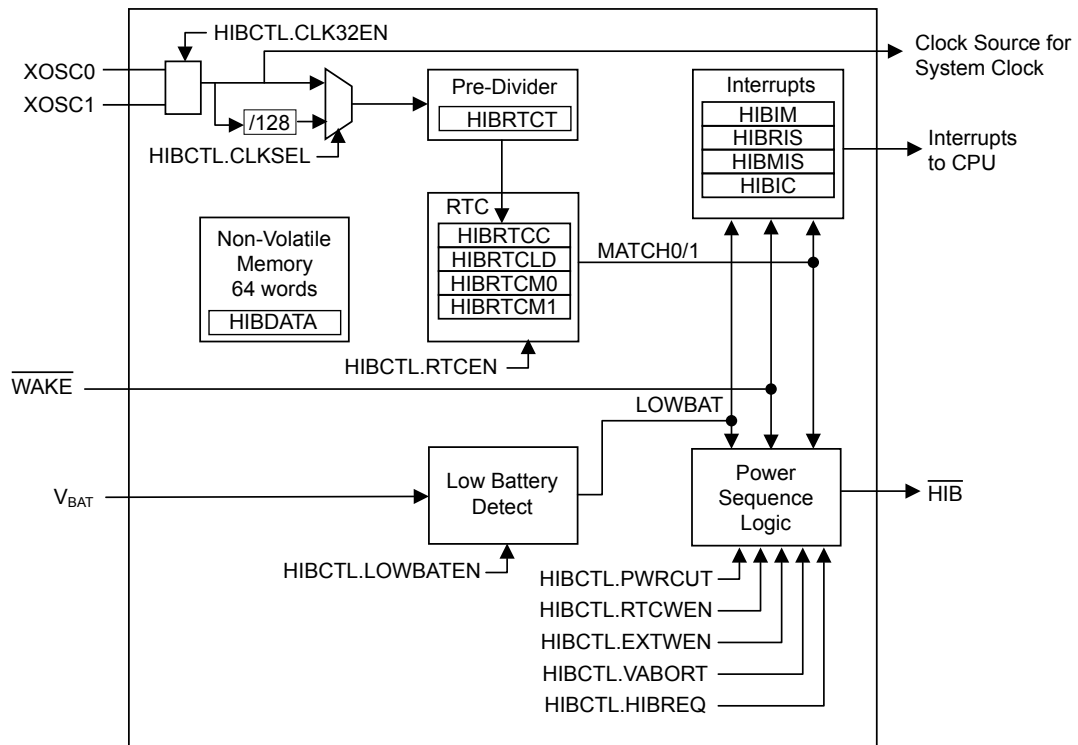 HIBCTL.CLK32EN
XOSC0
XOSC1
/128
HIBCTL.CLKSEL
Pre-Divider
HIBRTCT
Interrupts
HIBIM
HIBRIS
HIBMIS
HIBIC
Clock Source for
System Clock
Interrupts
to CPU
Non-Volatile
Memory
64 words
HIBDATA
RTC
HIBRTCC
HIBRTCLD
HIBRTCM0
HIBRTCM1
MATCH0/1
HIBCTL.RTCEN
WAKE
LOWBAT
VBAT
Low Battery
Detect
HIBCTL.LOWBATEN
Power
Sequence
Logic
HIB
HIBCTL.PWRCUT
HIBCTL.RTCWEN
HIBCTL.EXTWEN
HIBCTL.VABORT
HIBCTL.HIBREQ